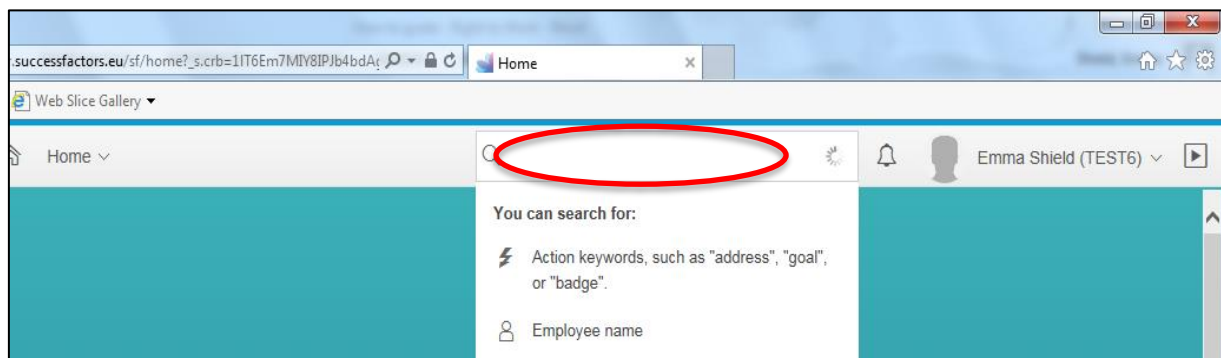 .successfactors.eu/sf/home?_s.crb=1IT6Em7MIY8IPJb4bdA
Home
Web Slice Gallery
Home
Emma Shield (TEST6)
You can search for:
Action keywords, such as "address", "goal",
or "badge".
Employee name